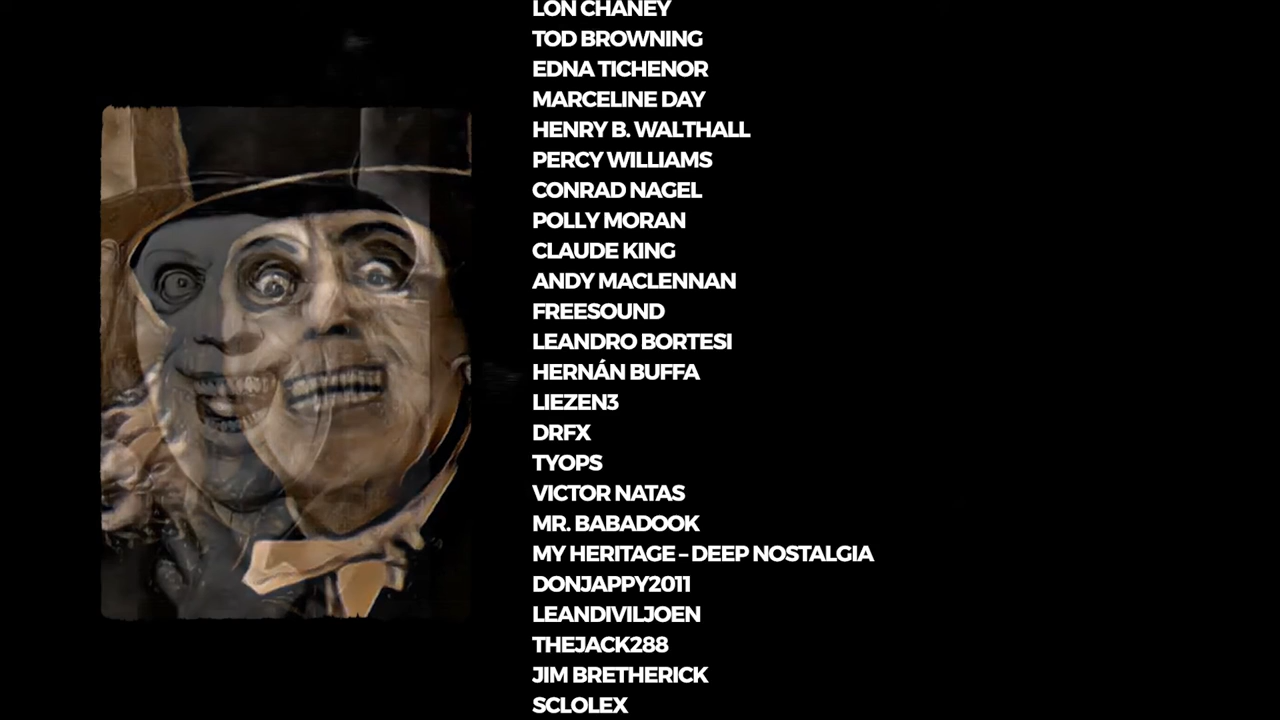 LON CHANEY
TOD BROWNING
EDNA TICHENOR
MARCELINE DAY
HENRY B. WALTHALL
PERCY WILLIAMS
CONRAD NAGEL
POLLY MORAN
CLAUDE KING
ANDY MACLENNAN
FREESOUND
LEANDRO BORTESI
HERNÁN BUFFA
LIEZEN3
DRFX
TYOPS
VICTOR NATAS
MR. BABADOOK
MY HERITAGE – DEEP NOSTALGIA
DONJAPPY2011
LEANDIVILJOEN
THEJACK288
JIM BRETHERICK
SCLOLEX